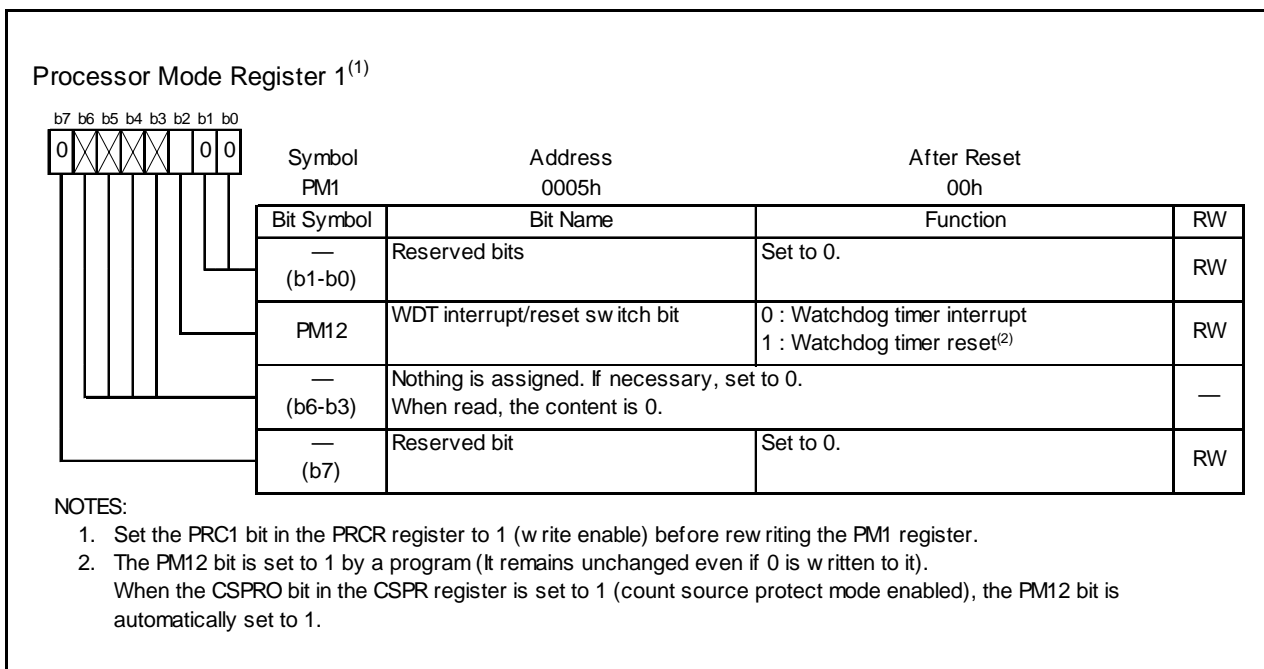 Processor Mode Register 1(1)
b7 b6 b5 b4 b3 b2 b1 b0
0 0 0
Symbol Address After Reset
PM1 0005h 00h
Bit Symbol Bit Name Function RW
— (b1-b0) Reserved bits Set to 0. RW
PM12 WDT interrupt/reset switch bit 0 : Watchdog timer interrupt
1 : Watchdog timer reset(2) RW
— (b6-b3) Nothing is assigned. If necessary, set to 0.
When read, the content is 0. —
— (b7) Reserved bit Set to 0. RW
NOTES:
1. Set the PRC1 bit in the PRCR register to 1 (write enable) before rewriting the PM1 register.
2. The PM12 bit is set to 1 by a program (It remains unchanged even if 0 is written to it).
When the CSPRO bit in the CSPR register is set to 1 (count source protect mode enabled), the PM12 bit is
automatically set to 1.